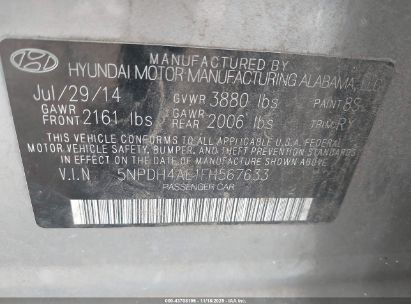 MANUFACTURED BY
HYUNDAI MOTOR MANUFACTURING ALABAMA, LLC
Jul/29/14 GVWR 3880 lbs PAINT 8S
GAWR FRONT 2161 lbs GAWR REAR 2006 lbs TRIM RY
THIS VEHICLE CONFORMS TO ALL APPLICABLE U.S.A FEDERAL
MOTOR VEHICLE SAFETY, BUMPER, AND THEFT PREVENTION
STANDARDS IN EFFECT ON THE DATE OF MANUFACTURE SHOWN ABOVE.
V.I.N 5NPDH4AE1FH567633
PASSENGER CAR